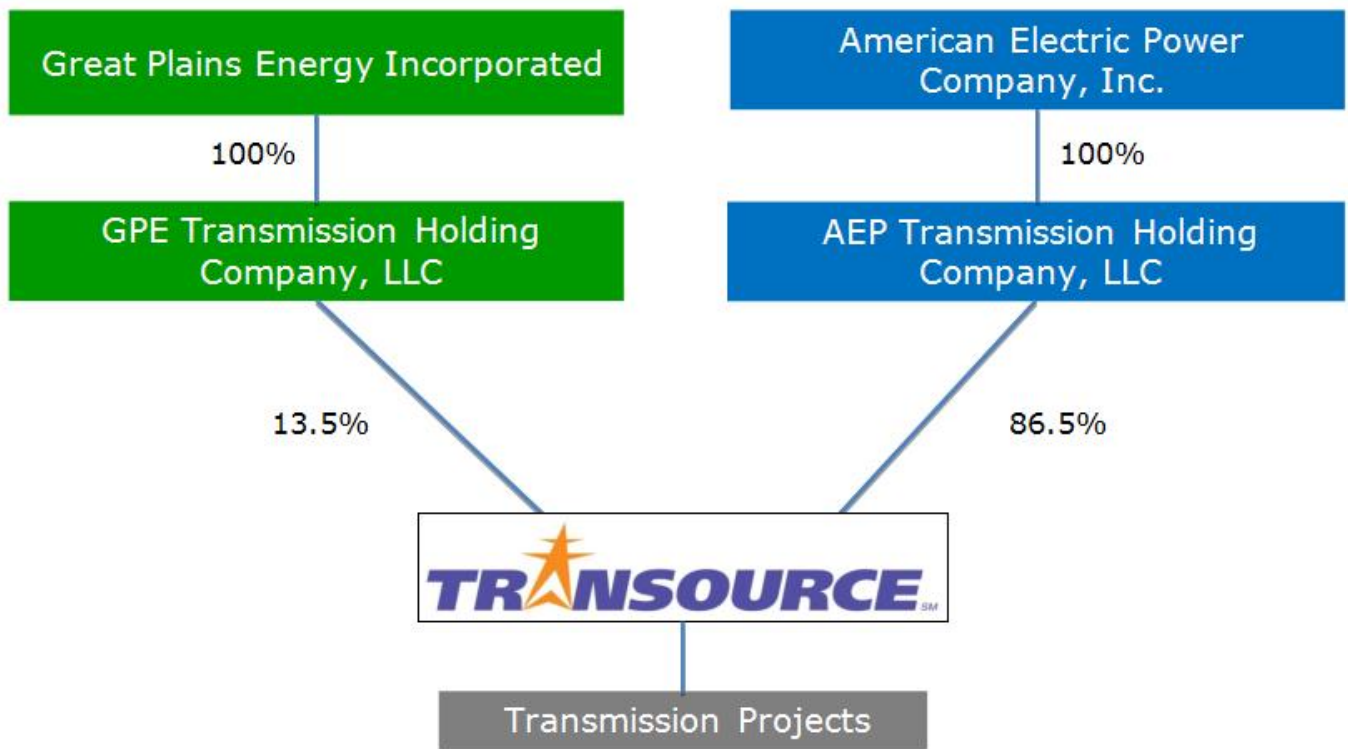 Great Plains Energy Incorporated
American Electric Power
Company, Inc.
100%
100%
GPE Transmission Holding
Company, LLC
AEP Transmission Holding
Company, LLC
13.5%
86.5%
TRANSOURCE SM
Transmission Projects